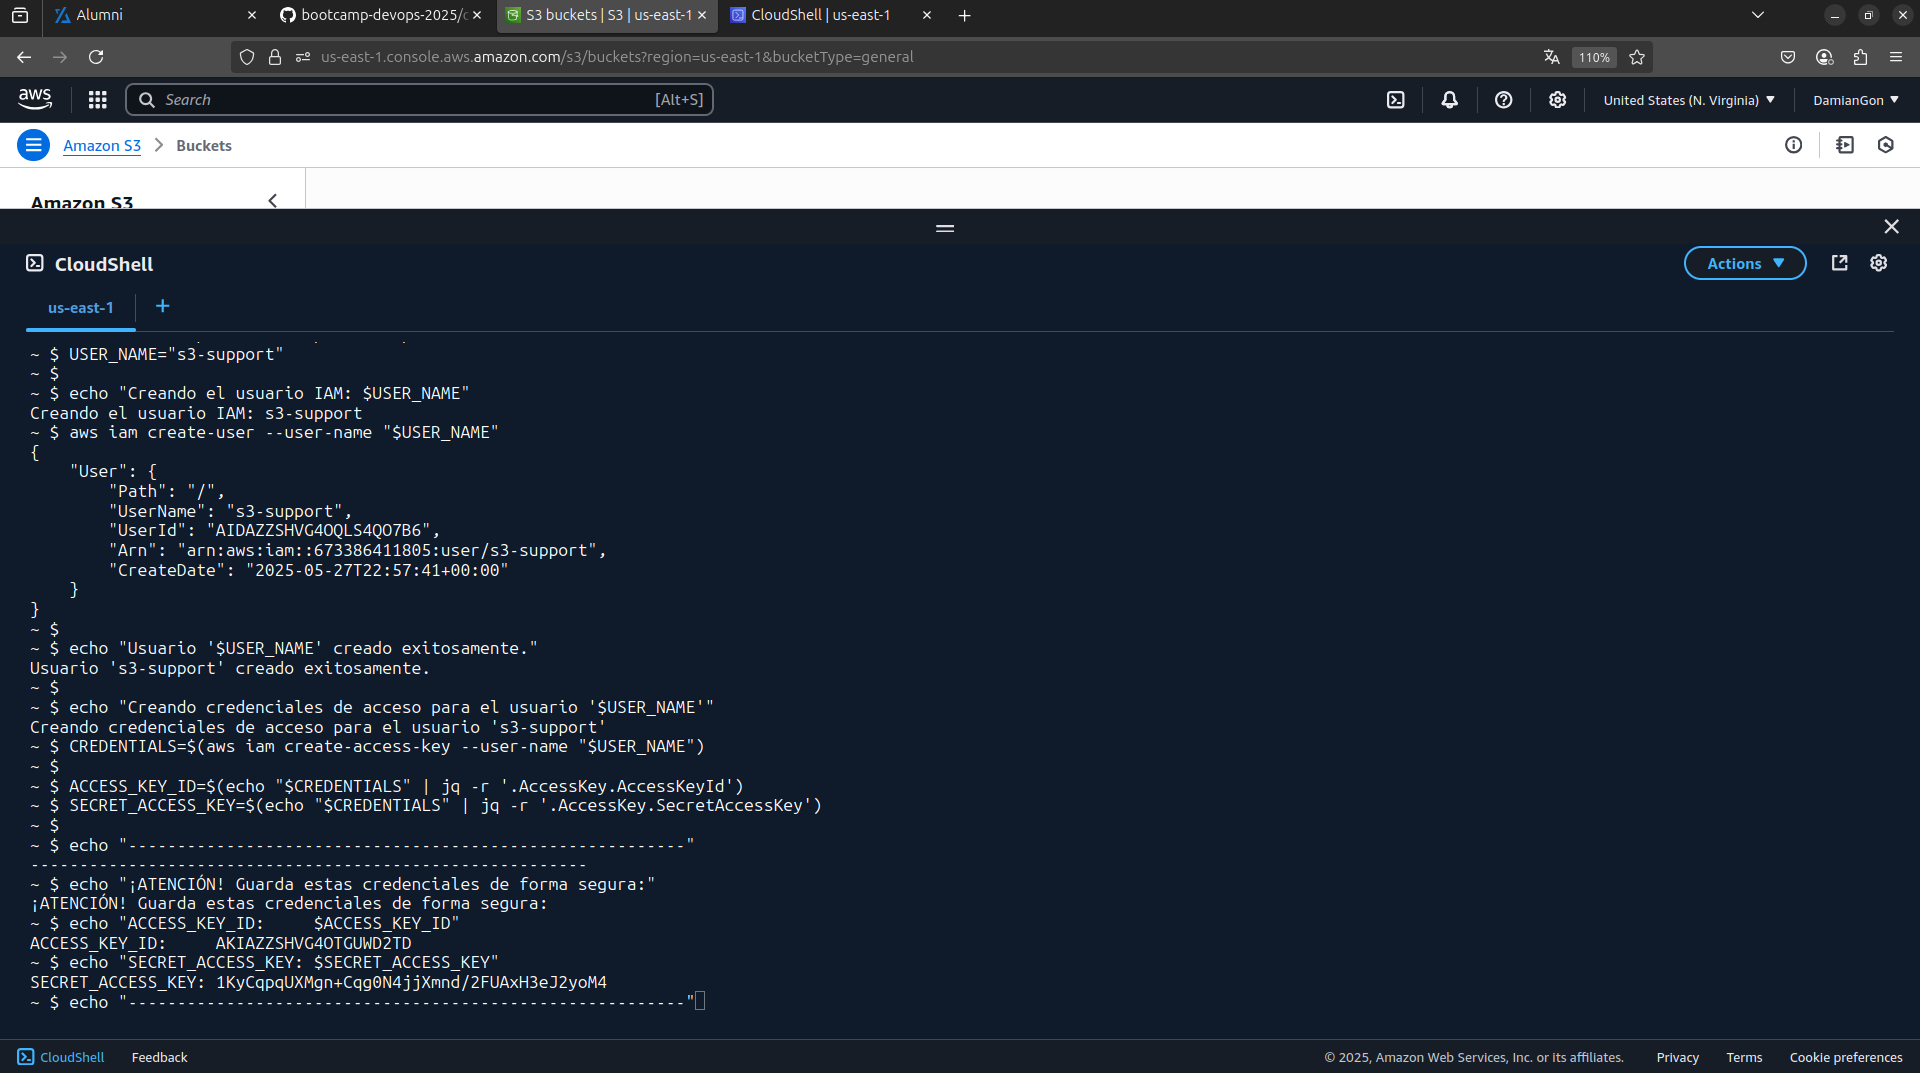 Alumni
bootcamp-devops-2025/c
S3 buckets | S3 | us-east-1
CloudShell | us-east-1
us-east-1.console.aws.amazon.com/s3/buckets?region=us-east-1&bucketType=general
110%
aws
Search
[Alt+S]
United States (N. Virginia)
DamianGon
Amazon S3
Buckets
Amazon S3
CloudShell
Actions
us-east-1
~ $ USER_NAME="s3-support"
~ $
~ $ echo "Creando el usuario IAM: $USER_NAME"
Creando el usuario IAM: s3-support
~ $ aws iam create-user --user-name "$USER_NAME"
{
    "User": {
        "Path": "/",
        "UserName": "s3-support",
        "UserId": "AIDAZZSHVG4OQLS4QO7B6",
        "Arn": "arn:aws:iam::673386411805:user/s3-support",
        "CreateDate": "2025-05-27T22:57:41+00:00"
    }
}
~ $
~ $ echo "Usuario '$USER_NAME' creado exitosamente."
Usuario 's3-support' creado exitosamente.
~ $
~ $ echo "Creando credenciales de acceso para el usuario '$USER_NAME'"
Creando credenciales de acceso para el usuario 's3-support'
~ $ CREDENTIALS=$(aws iam create-access-key --user-name "$USER_NAME")
~ $
~ $ ACCESS_KEY_ID=$(echo "$CREDENTIALS" | jq -r '.AccessKey.AccessKeyId')
~ $ SECRET_ACCESS_KEY=$(echo "$CREDENTIALS" | jq -r '.AccessKey.SecretAccessKey')
~ $
~ $ echo "---------------------------------------------------------"
---------------------------------------------------------
~ $ echo "¡ATENCIÓN! Guarda estas credenciales de forma segura:"
¡ATENCIÓN! Guarda estas credenciales de forma segura:
~ $ echo "ACCESS_KEY_ID:     $ACCESS_KEY_ID"
ACCESS_KEY_ID:     AKIAZZSHVG4OTGUWD2TD
~ $ echo "SECRET_ACCESS_KEY: $SECRET_ACCESS_KEY"
SECRET_ACCESS_KEY: 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
~ $ echo "---------------------------------------------------------"
CloudShell
Feedback
© 2025, Amazon Web Services, Inc. or its affiliates.
Privacy
Terms
Cookie preferences